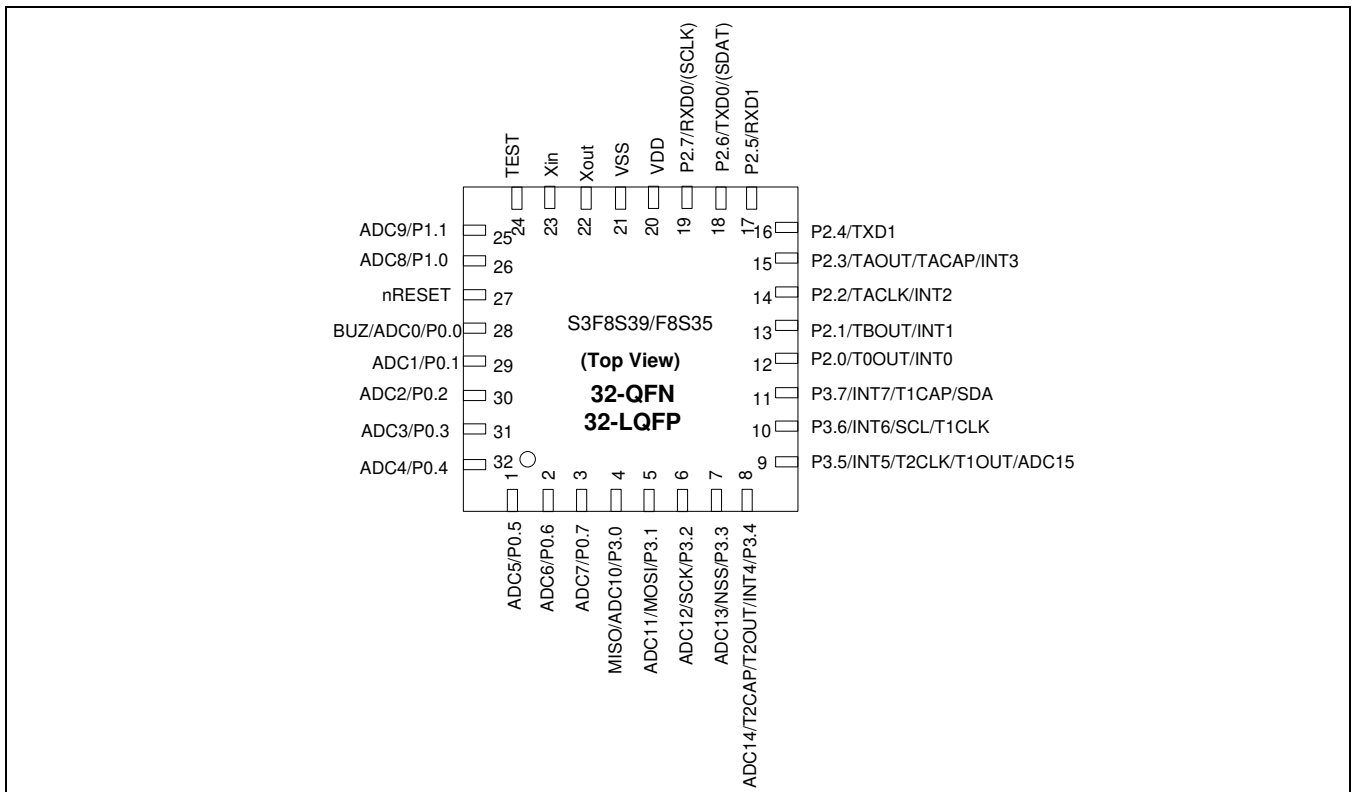 TEST
Xin
Xout
VSS
VDD
P2.7/RXD0/(SCLK)
P2.6/TXD0/(SDAT)
P2.5/RXD1
24
23
22
21
20
19
18
17
ADC9/P1.1
25
ADC8/P1.0
26
nRESET
27
BUZ/ADC0/P0.0
28
ADC1/P0.1
29
ADC2/P0.2
30
ADC3/P0.3
31
ADC4/P0.4
32
S3F8S39/F8S35
(Top View)
32-QFN
32-LQFP
16
P2.4/TXD1
15
P2.3/TAOUT/TACAP/INT3
14
P2.2/TACLK/INT2
13
P2.1/TBOUT/INT1
12
P2.0/T0OUT/INT0
11
P3.7/INT7/T1CAP/SDA
10
P3.6/INT6/SCL/T1CLK
9
P3.5/INT5/T2CLK/T1OUT/ADC15
1
2
3
4
5
6
7
8
ADC5/P0.5
ADC6/P0.6
ADC7/P0.7
MISO/ADC10/P3.0
ADC11/MOSI/P3.1
ADC12/SCK/P3.2
ADC13/NSS/P3.3
ADC14/T2CAP/T2OUT/INT4/P3.4